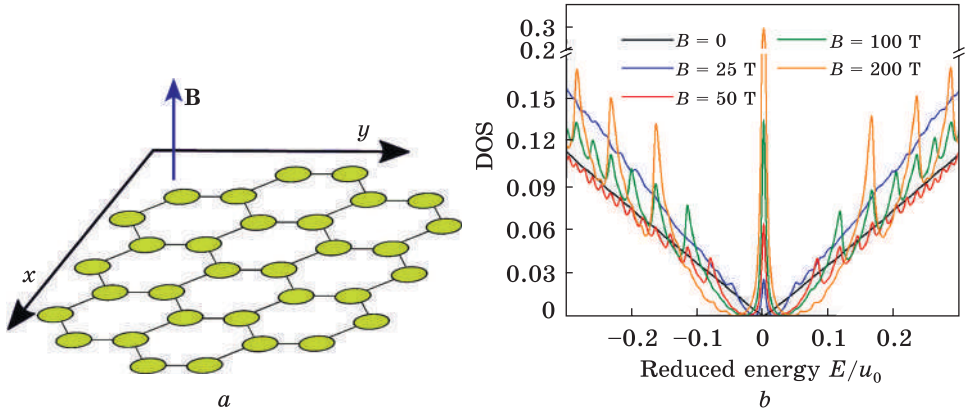 B
y
x
a
DOS
0.3
0.2
0.15
0.12
0.09
0.06
0.03
0
B = 0
B = 25 T
B = 50 T
B = 100 T
B = 200 T
−0.2 −0.1 0 0.1 0.2
Reduced energy E/u₀
b